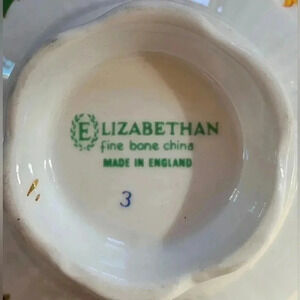 ELIZABETHAN
fine bone china
MADE IN ENGLAND
3